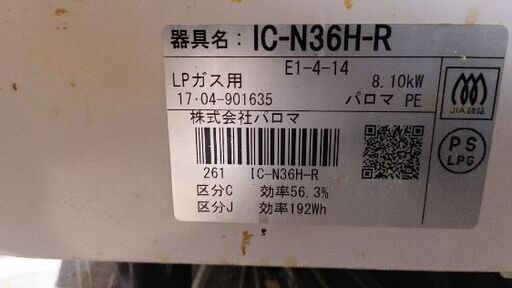 器具名: IC-N36H-R
E1-4-14
LPガス用 8.10kW
17·04-901635 パロマ PE
株式会社パロマ
JIA認証
PS
LPG
261 IC-N36H-R
区分C 効率56.3%
区分J 効率192Wh